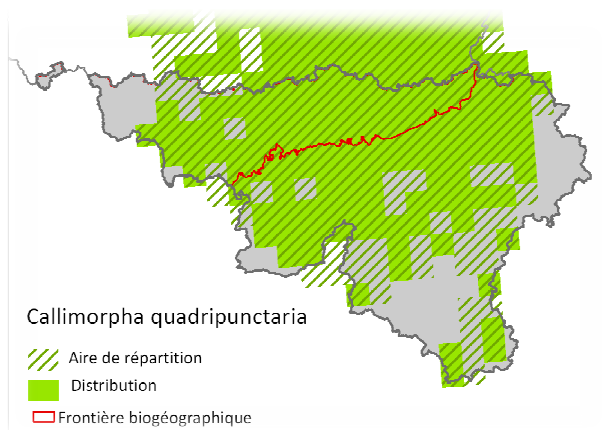 Callimorpha quadripunctaria
Aire de répartition
Distribution
Frontière biogéographique